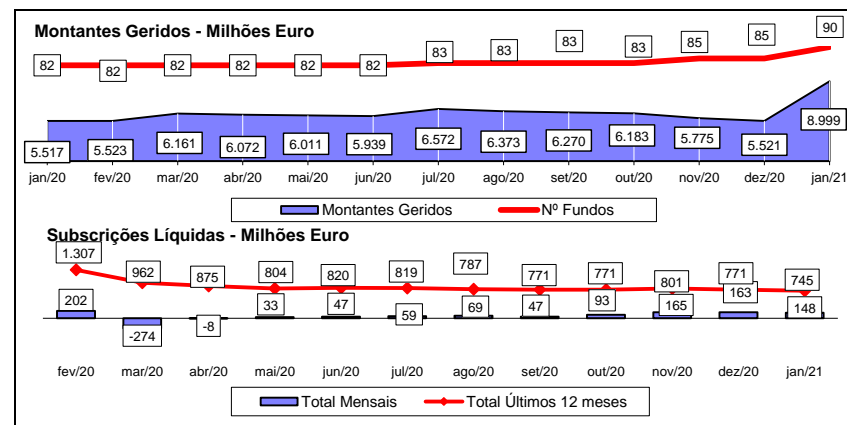 Montantes Geridos - Milhões Euro
82 82 82 82 82 82 83 83 83 83 85 85 90
5.517 5.523 6.161 6.072 6.011 5.939 6.572 6.373 6.270 6.183 5.775 5.521 8.999
jan/20 fev/20 mar/20 abr/20 mai/20 jun/20 jul/20 ago/20 set/20 out/20 nov/20 dez/20 jan/21
Montantes Geridos Nº Fundos
Subscrições Líquidas - Milhões Euro
1.307 962 875 804 820 819 787 771 771 801 771 745
202 -274 -8 33 47 59 69 47 93 165 163 148
fev/20 mar/20 abr/20 mai/20 jun/20 jul/20 ago/20 set/20 out/20 nov/20 dez/20 jan/21
Total Mensais Total Últimos 12 meses